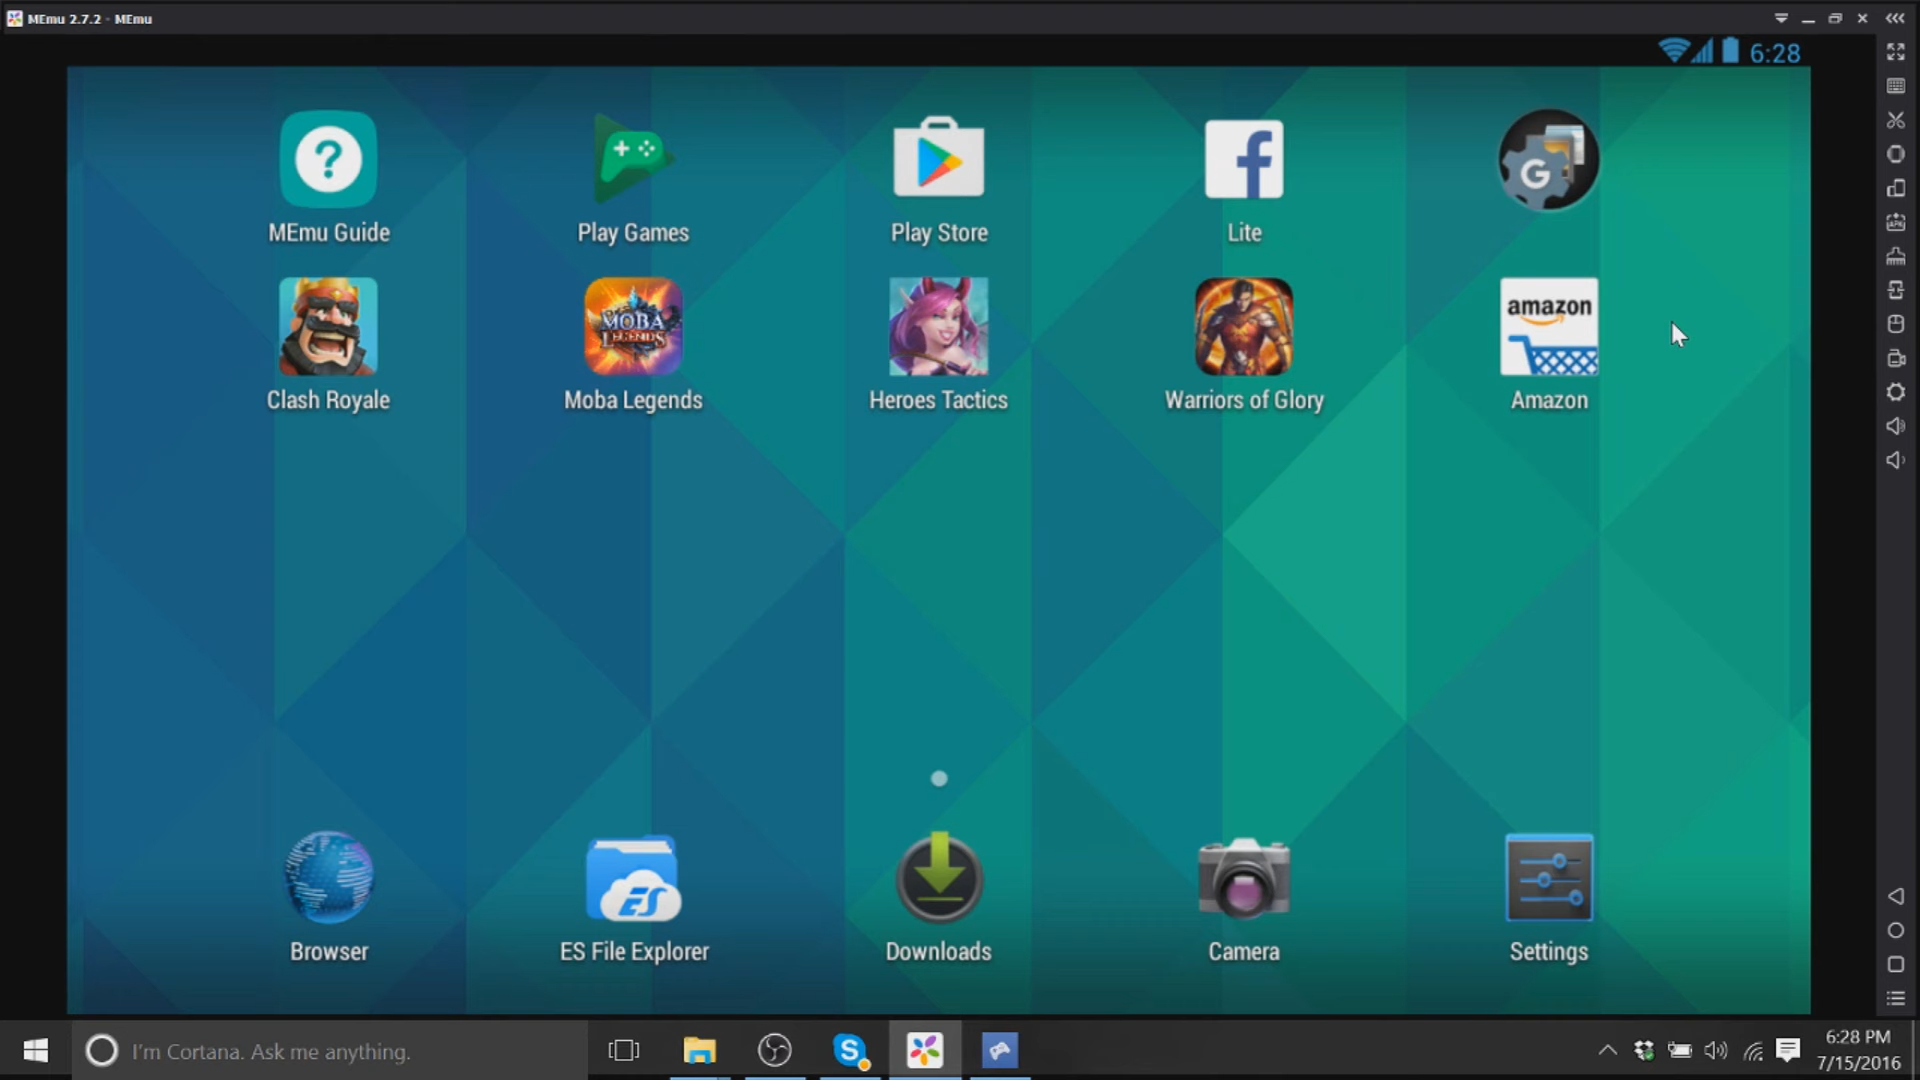 MEmu 2.7.2 - MEmu
6:28
MEmu Guide
Play Games
Play Store
Lite
G
Clash Royale
MOBA
LEGENDS
Moba Legends
Heroes Tactics
Warriors of Glory
amazon
Amazon
Browser
ES
ES File Explorer
Downloads
Camera
Settings
I'm Cortana. Ask me anything.
6:28 PM
7/15/2016